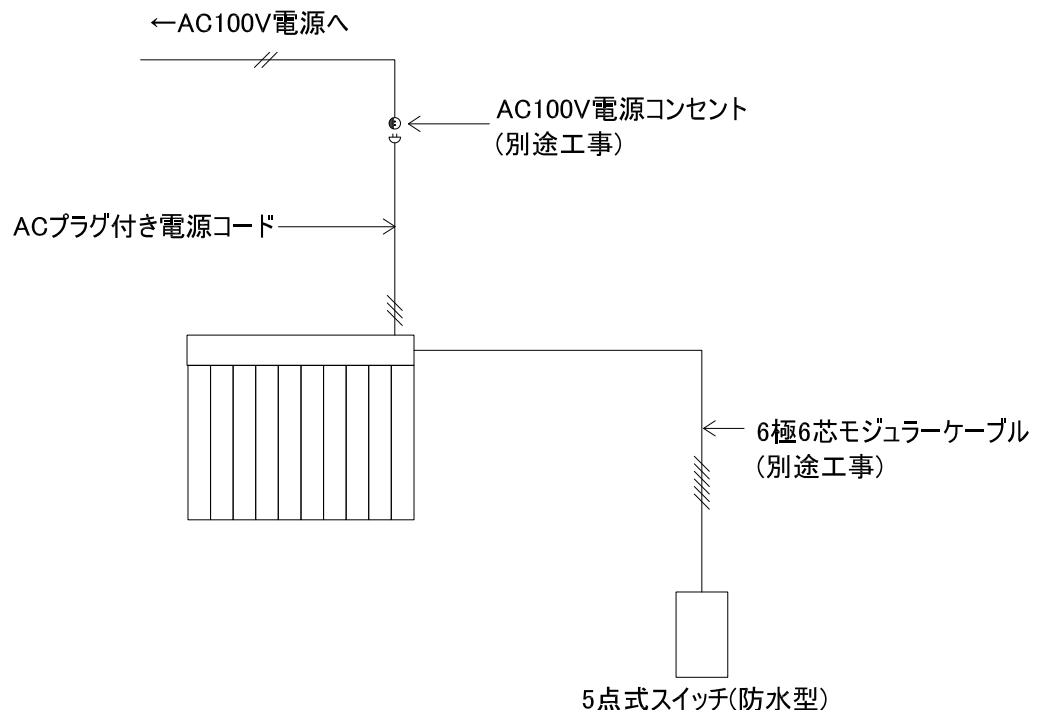 ←AC100V電源へ
AC100V電源コンセント
(別途工事)
ACプラグ付き電源コード
6極6芯モジュラーケーブル
(別途工事)
5点式スイッチ(防水型)